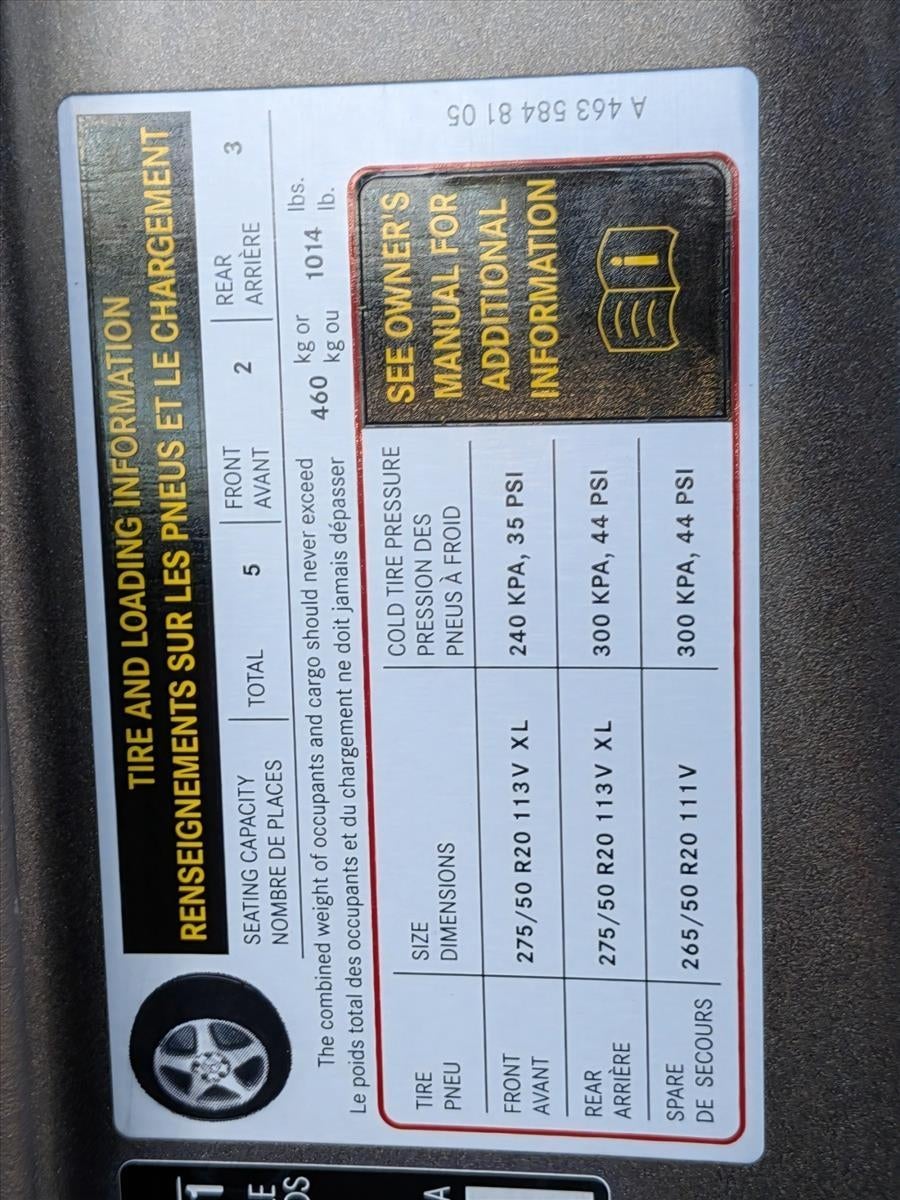 TIRE AND LOADING INFORMATION
RENSEIGNEMENTS SUR LES PNEUS ET LE CHARGEMENT
SEATING CAPACITY TOTAL 5 FRONT 2 REAR 3
NOMBRE DE PLACES AVANT ARRIÈRE
The combined weight of occupants and cargo should never exceed 460 kg or 1014 lbs.
Le poids total des occupants et du chargement ne doit jamais dépasser kg ou lb.
TIRE SIZE COLD TIRE PRESSURE
PNEU DIMENSIONS PRESSION DES
PNEUS À FROID
FRONT 275/50 R20 113V XL 240 KPA, 35 PSI
AVANT
REAR 275/50 R20 113V XL 300 KPA, 44 PSI
ARRIÈRE
SPARE 265/50 R20 111V 300 KPA, 44 PSI
DE SECOURS
SEE OWNER'S
MANUAL FOR
ADDITIONAL
INFORMATION
i
A 463 584 81 05